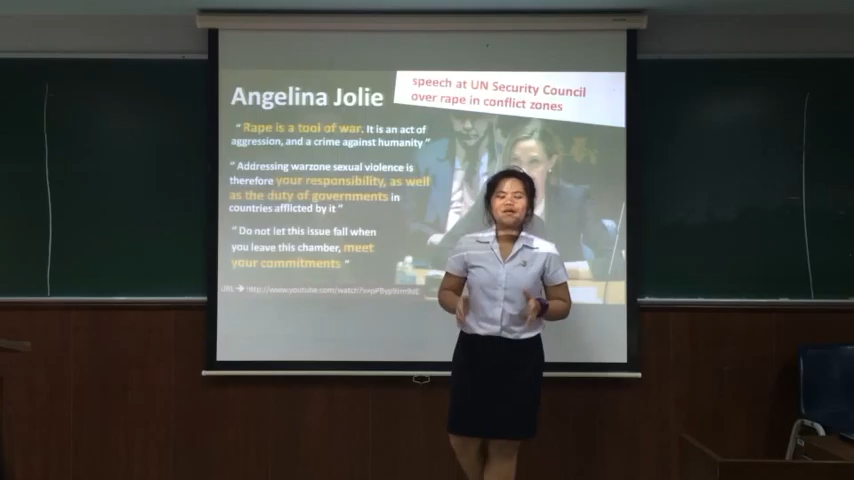 Angelina Jolie
speech at UN Security Council
over rape in conflict zones
“ Rape is a tool of war. It is an act of
aggression, and a crime against humanity ”
“ Addressing warzone sexual violence is
therefore your responsibility, as well
as the duty of governments in
countries afflicted by it ”
“ Do not let this issue fall when
you leave this chamber, meet
your commitments ”
URL → http://www.youtube.com/watch?